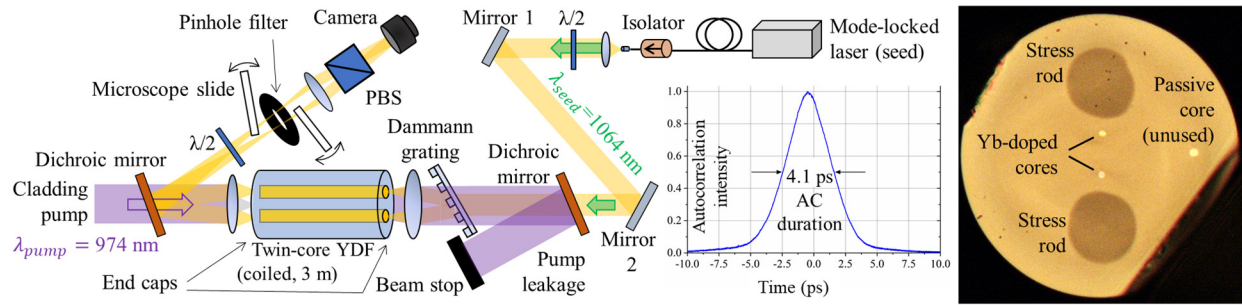 Pinhole filter
Camera
Microscope slide
PBS
λ/2
Dichroic mirror
Cladding
pump
λpump = 974 nm
Twin-core YDF
(coiled, 3 m)
End caps
Dammann
grating
Beam stop
Dichroic
mirror
Pump
leakage
Mirror 1
λ/2
Isolator
Mode-locked
laser (seed)
λseed=1064 nm
Mirror
2
Autocorrelation
intensity
1.0
0.8
0.6
0.4
0.2
0.0
4.1 ps
AC
duration
-10.0 -7.5 -5.0 -2.5 0.0 2.5 5.0 7.5 10.0
Time (ps)
Stress
rod
Passive
core
(unused)
Yb-doped
cores
Stress
rod